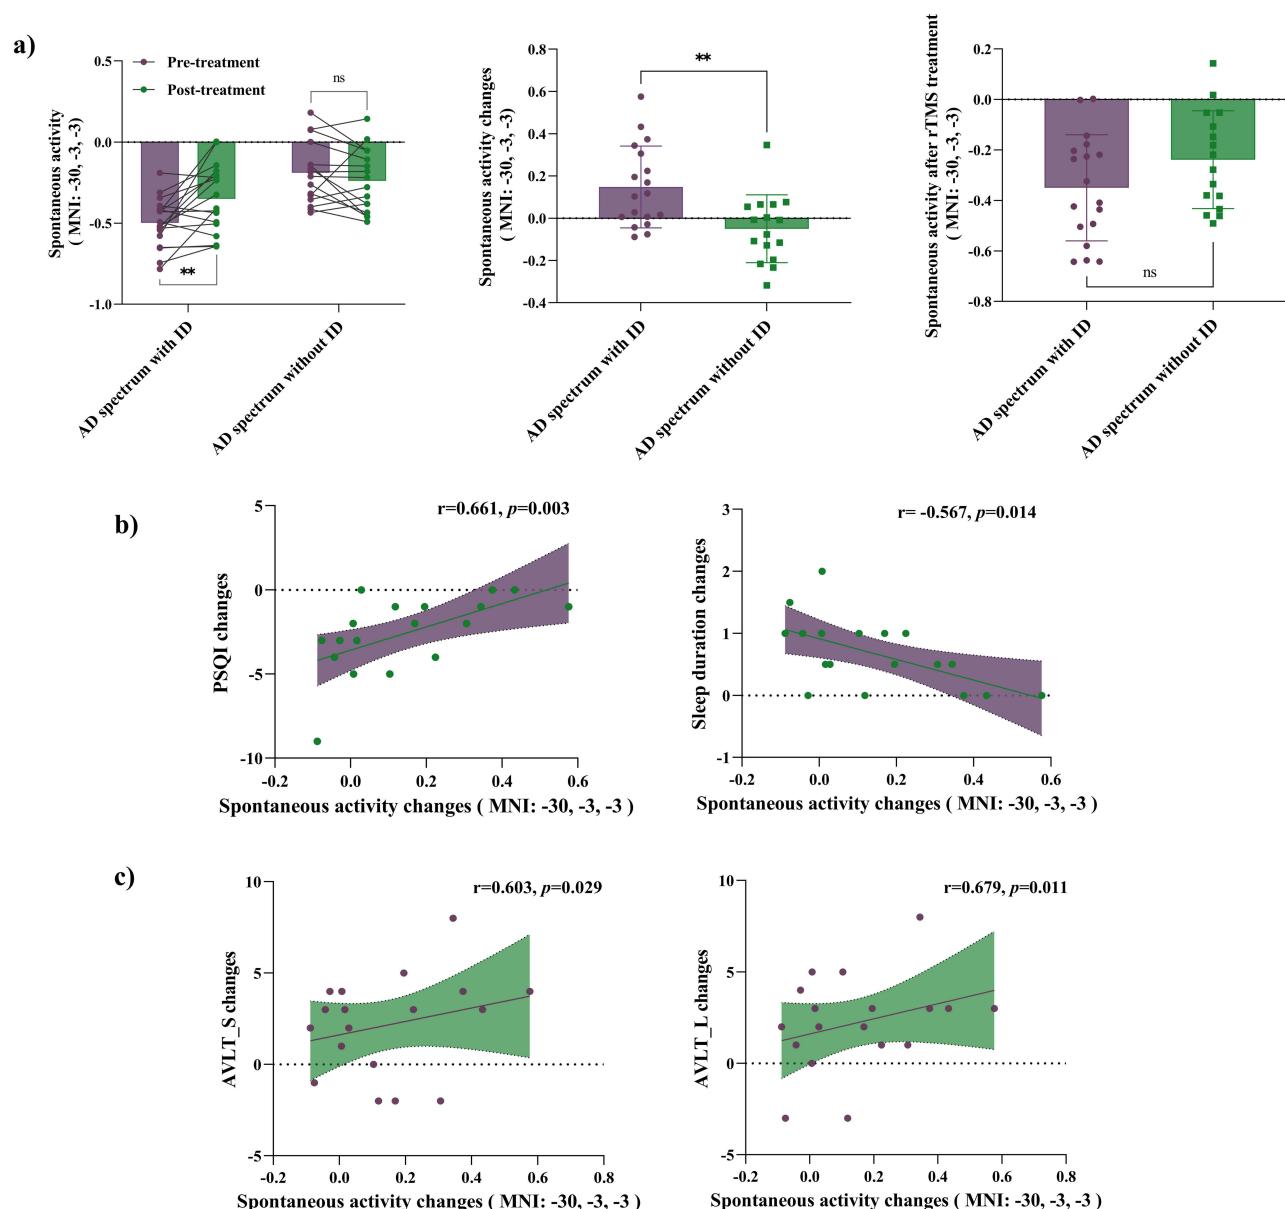 a)
Pre-treatment
Post-treatment
Spontaneous activity
( MNI: -30, -3, -3)
0.5
0.0
-0.5
-1.0
ns
**
AD spectrum with ID
AD spectrum without ID
Spontaneous activity changes
( MNI: -30, -3, -3)
0.8
0.6
0.4
0.2
0.0
-0.2
-0.4
**
AD spectrum with ID
AD spectrum without ID
Spontaneous activity after rTMS treatment
( MNI: -30, -3, -3)
0.2
0.0
-0.2
-0.4
-0.6
-0.8
ns
AD spectrum with ID
AD spectrum without ID
b)
r=0.661, p=0.003
PSQI changes
5
0
-5
-10
-0.2 0.0 0.2 0.4 0.6
Spontaneous activity changes ( MNI: -30, -3, -3 )
r= -0.567, p=0.014
Sleep duration changes
3
2
1
0
-1
-0.2 0.0 0.2 0.4 0.6
Spontaneous activity changes ( MNI: -30, -3, -3 )
c)
r=0.603, p=0.029
AVLT_S changes
10
5
0
-5
-0.2 0.0 0.2 0.4 0.6 0.8
Spontaneous activity changes ( MNI: -30, -3, -3 )
r=0.679, p=0.011
AVLT_L changes
10
5
0
-5
-0.2 0.0 0.2 0.4 0.6 0.8
Spontaneous activity changes ( MNI: -30, -3, -3 )